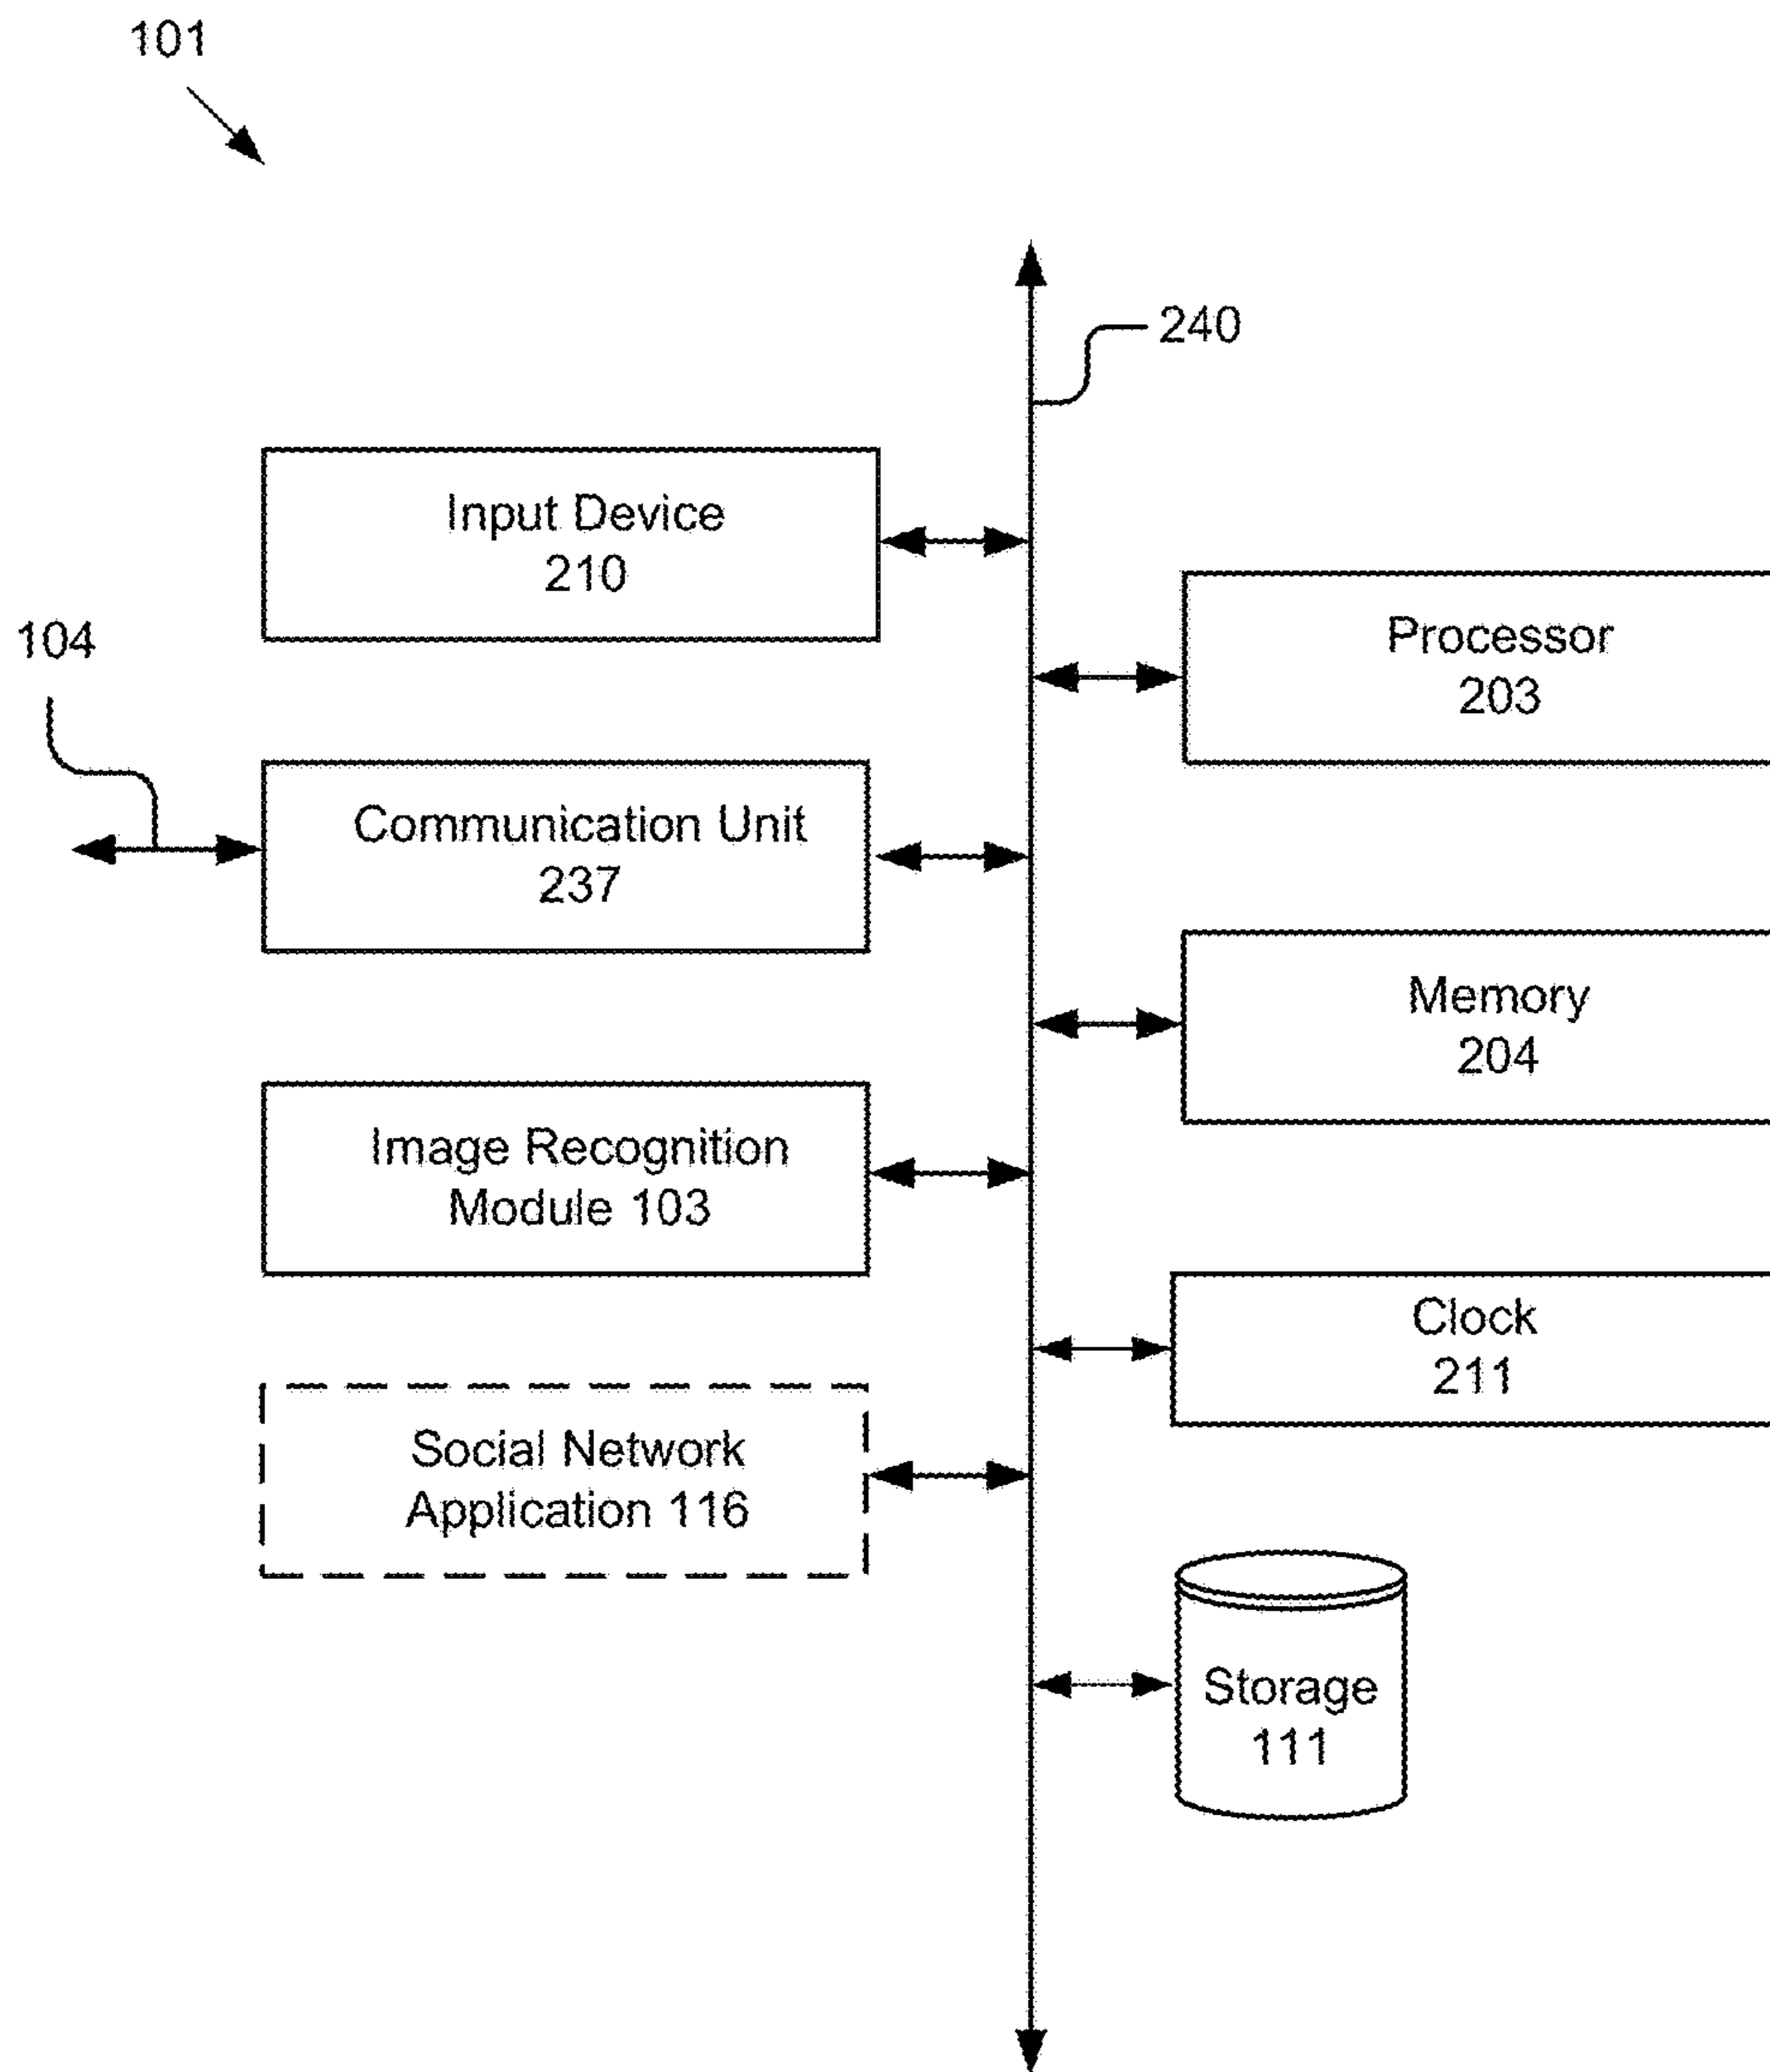 101
240
Input Device
210
Processor
203
104
Communication Unit
237
Memory
204
Image Recognition
Module 103
Clock
211
Social Network
Application 116
Storage
111